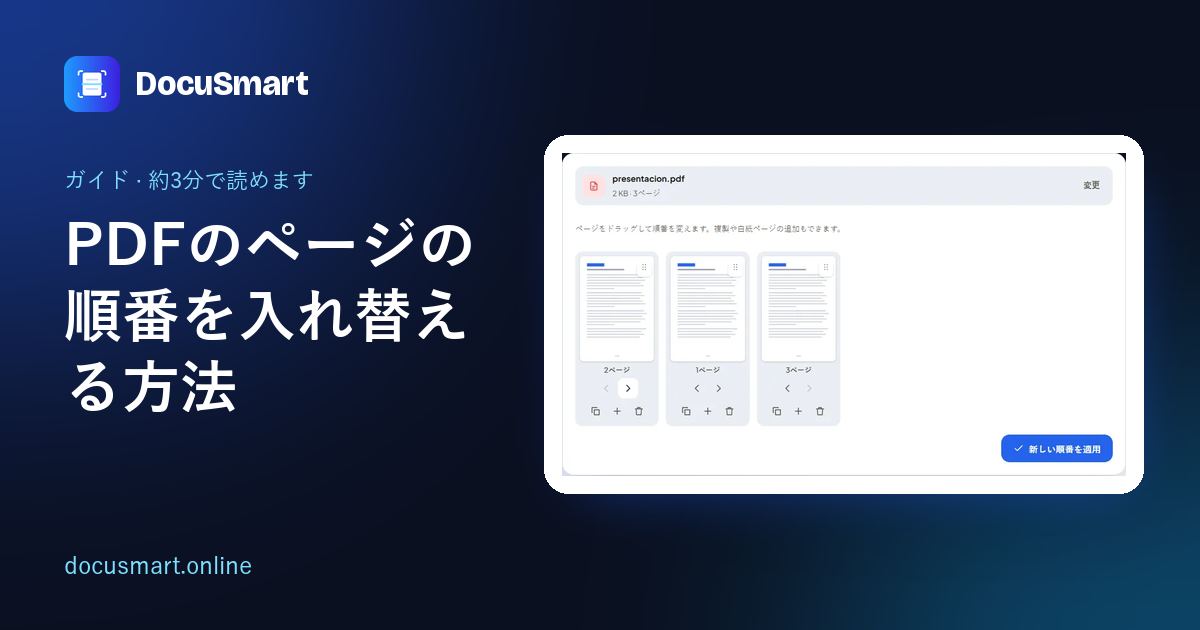 DocuSmart
ガイド · 約3分で読めます
PDFのページの
順番を入れ替え
る方法
docusmart.online
presentacion.pdf
2 KB · 3ページ
変更
ページをドラッグして順番を変えます。複製や白紙ページの追加もできます。
2ページ
1ページ
3ページ
新しい順番を適用